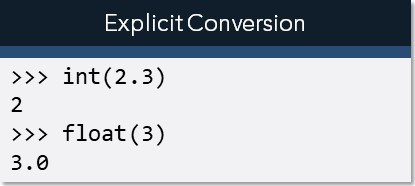 Explicit Conversion
>>> int(2.3)
2
>>> float(3)
3.0